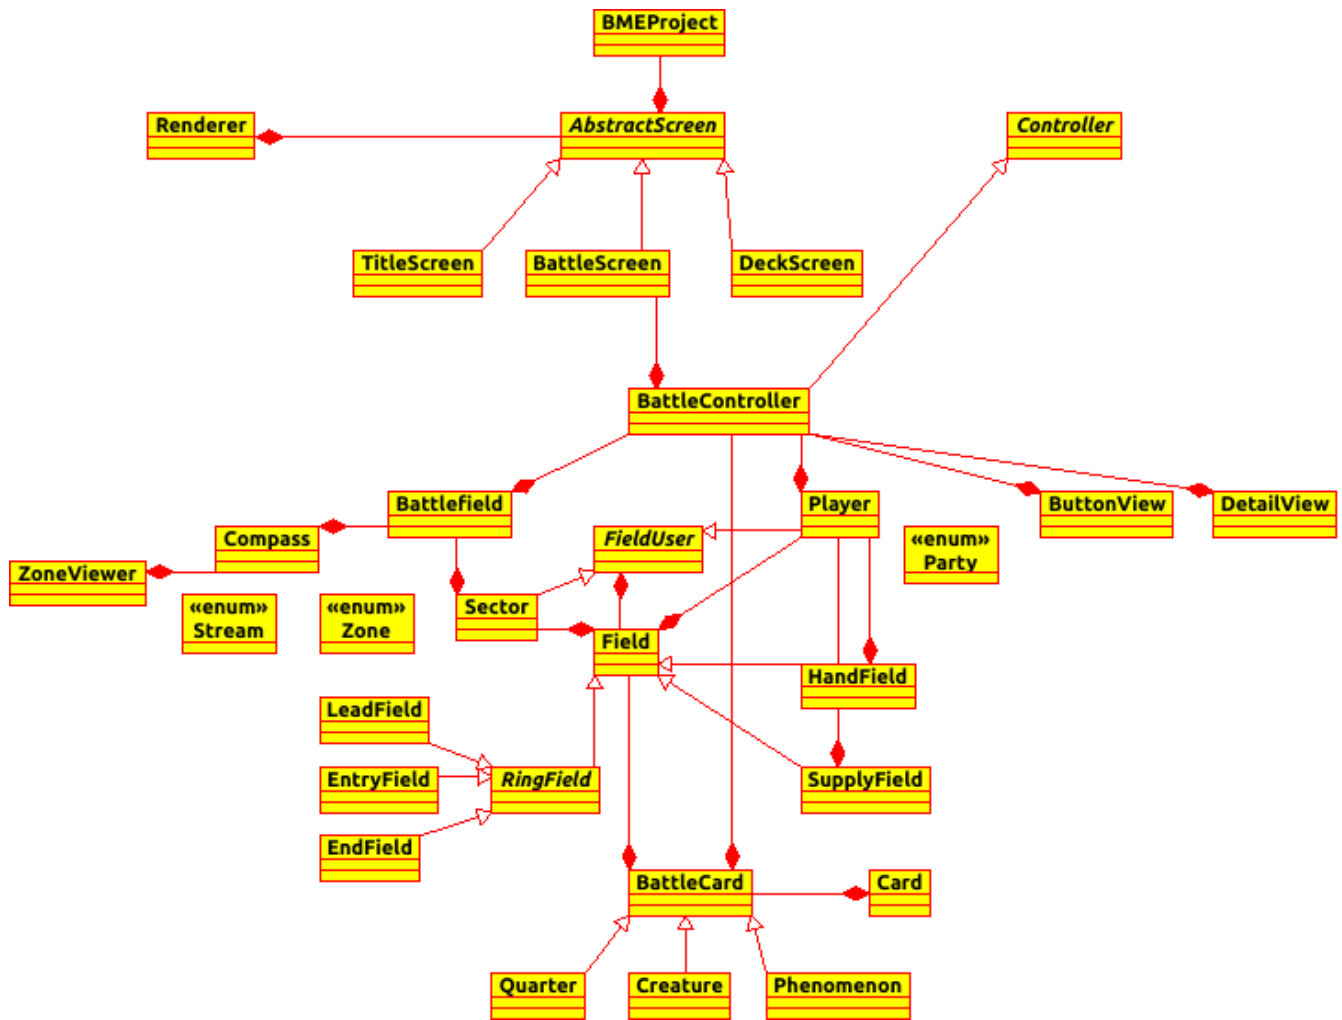 BMEProject
Renderer
AbstractScreen
Controller
TitleScreen
BattleScreen
DeckScreen
BattleController
Battlefield
Player
ButtonView
DetailView
Compass
FieldUser
«enum»
Party
ZoneViewer
«enum»
Stream
«enum»
Zone
Sector
Field
HandField
LeadField
EntryField
RingField
SupplyField
EndField
BattleCard
Card
Quarter
Creature
Phenomenon